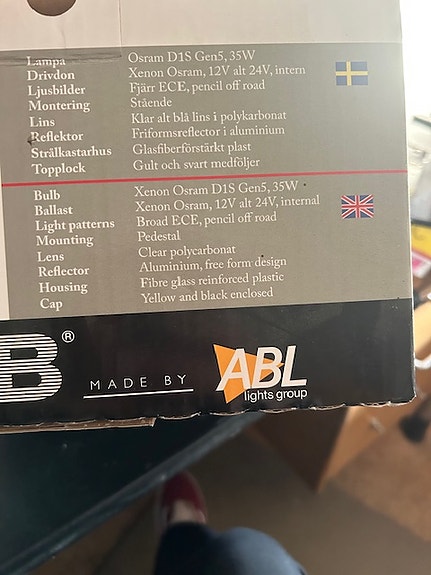 Lampa Osram D1S Gen5, 35W
Drivdon Xenon Osram, 12V alt 24V, intern
Ljusbilder Fjärr ECE, pencil off road
Montering Stående
Lins Klar alt blå lins i polykarbonat
Reflektor Friformsreflector i aluminium
Strålkastarhus Glasfiberförstärkt plast
Topplock Gult och svart medföljer
Bulb Xenon Osram D1S Gen5, 35W
Ballast Xenon Osram, 12V alt 24V, internal
Light patterns Broad ECE, pencil off road
Mounting Pedestal
Lens Clear polycarbonat
Reflector Aluminium, free form design
Housing Fibre glass reinforced plastic
Cap Yellow and black enclosed
B® MADE BY ABL
lights group